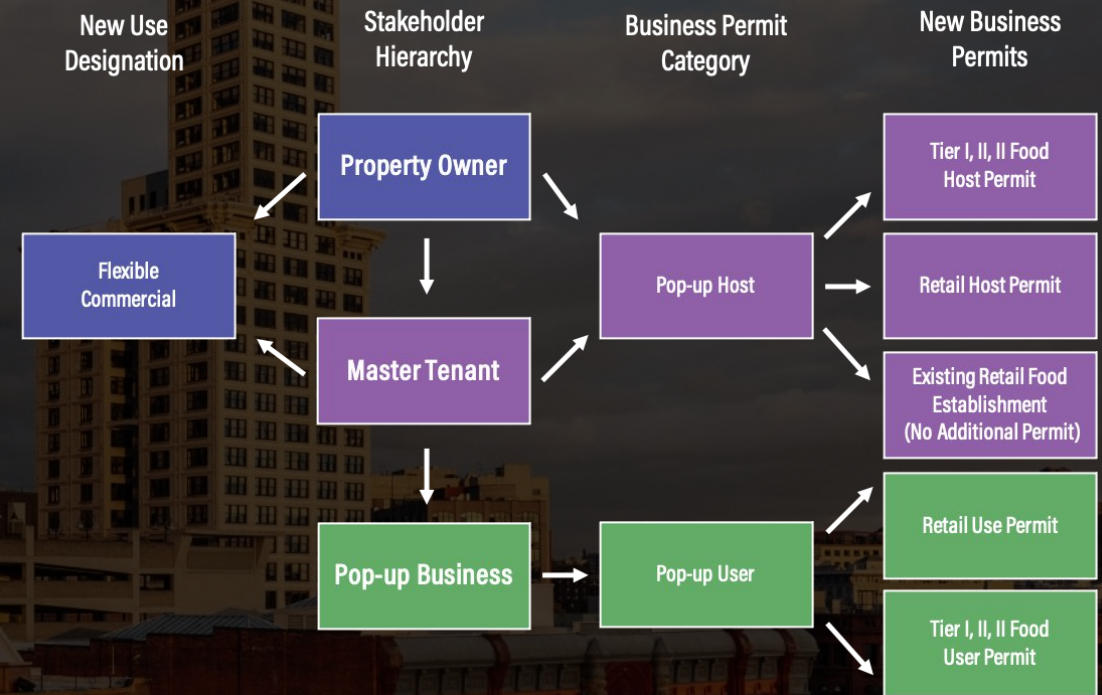 New Use
Designation
Stakeholder
Hierarchy
Business Permit
Category
New Business
Permits
Property Owner
Flexible
Commercial
Master Tenant
Pop-up Business
Pop-up Host
Pop-up User
Tier I, II, II Food
Host Permit
Retail Host Permit
Existing Retail Food
Establishment
(No Additional Permit)
Retail Use Permit
Tier I, II, II Food
User Permit